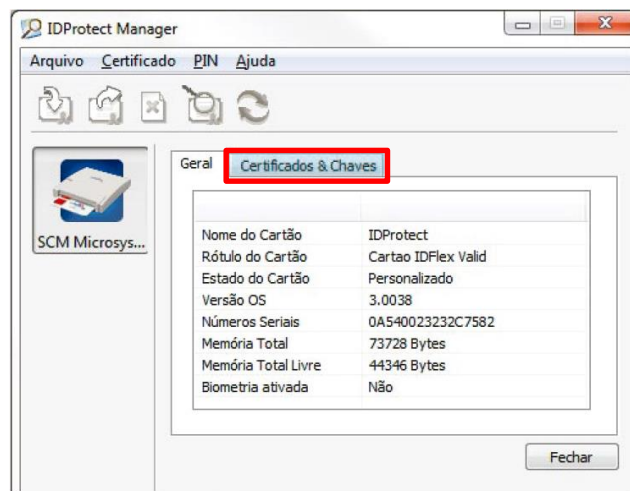 IDProtect Manager
Arquivo Certificado PIN Ajuda
Geral Certificados & Chaves
SCM Microsys...
Nome do Cartão IDProtect
Rótulo do Cartão Cartao IDFlex Valid
Estado do Cartão Personalizado
Versão OS 3.0038
Números Seriais 0A540023232C7582
Memória Total 73728 Bytes
Memória Total Livre 44346 Bytes
Biometria ativada Não
Fechar